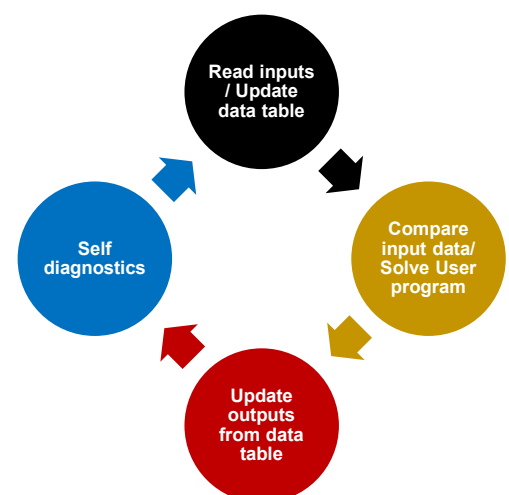 Read inputs
/ Update
data table
Compare
input data/
Solve User
program
Update
outputs
from data
table
Self
diagnostics